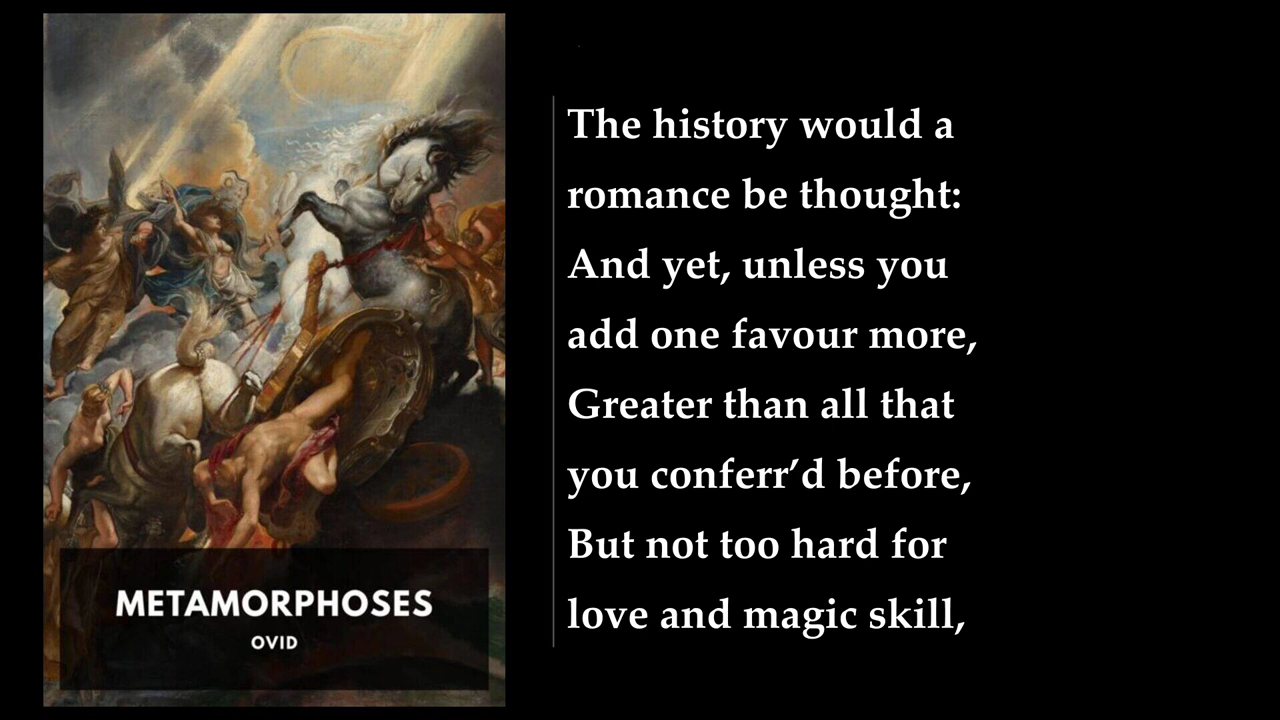 METAMORPHOSES
OVID
The history would a
romance be thought:
And yet, unless you
add one favour more,
Greater than all that
you conferr’d before,
But not too hard for
love and magic skill,